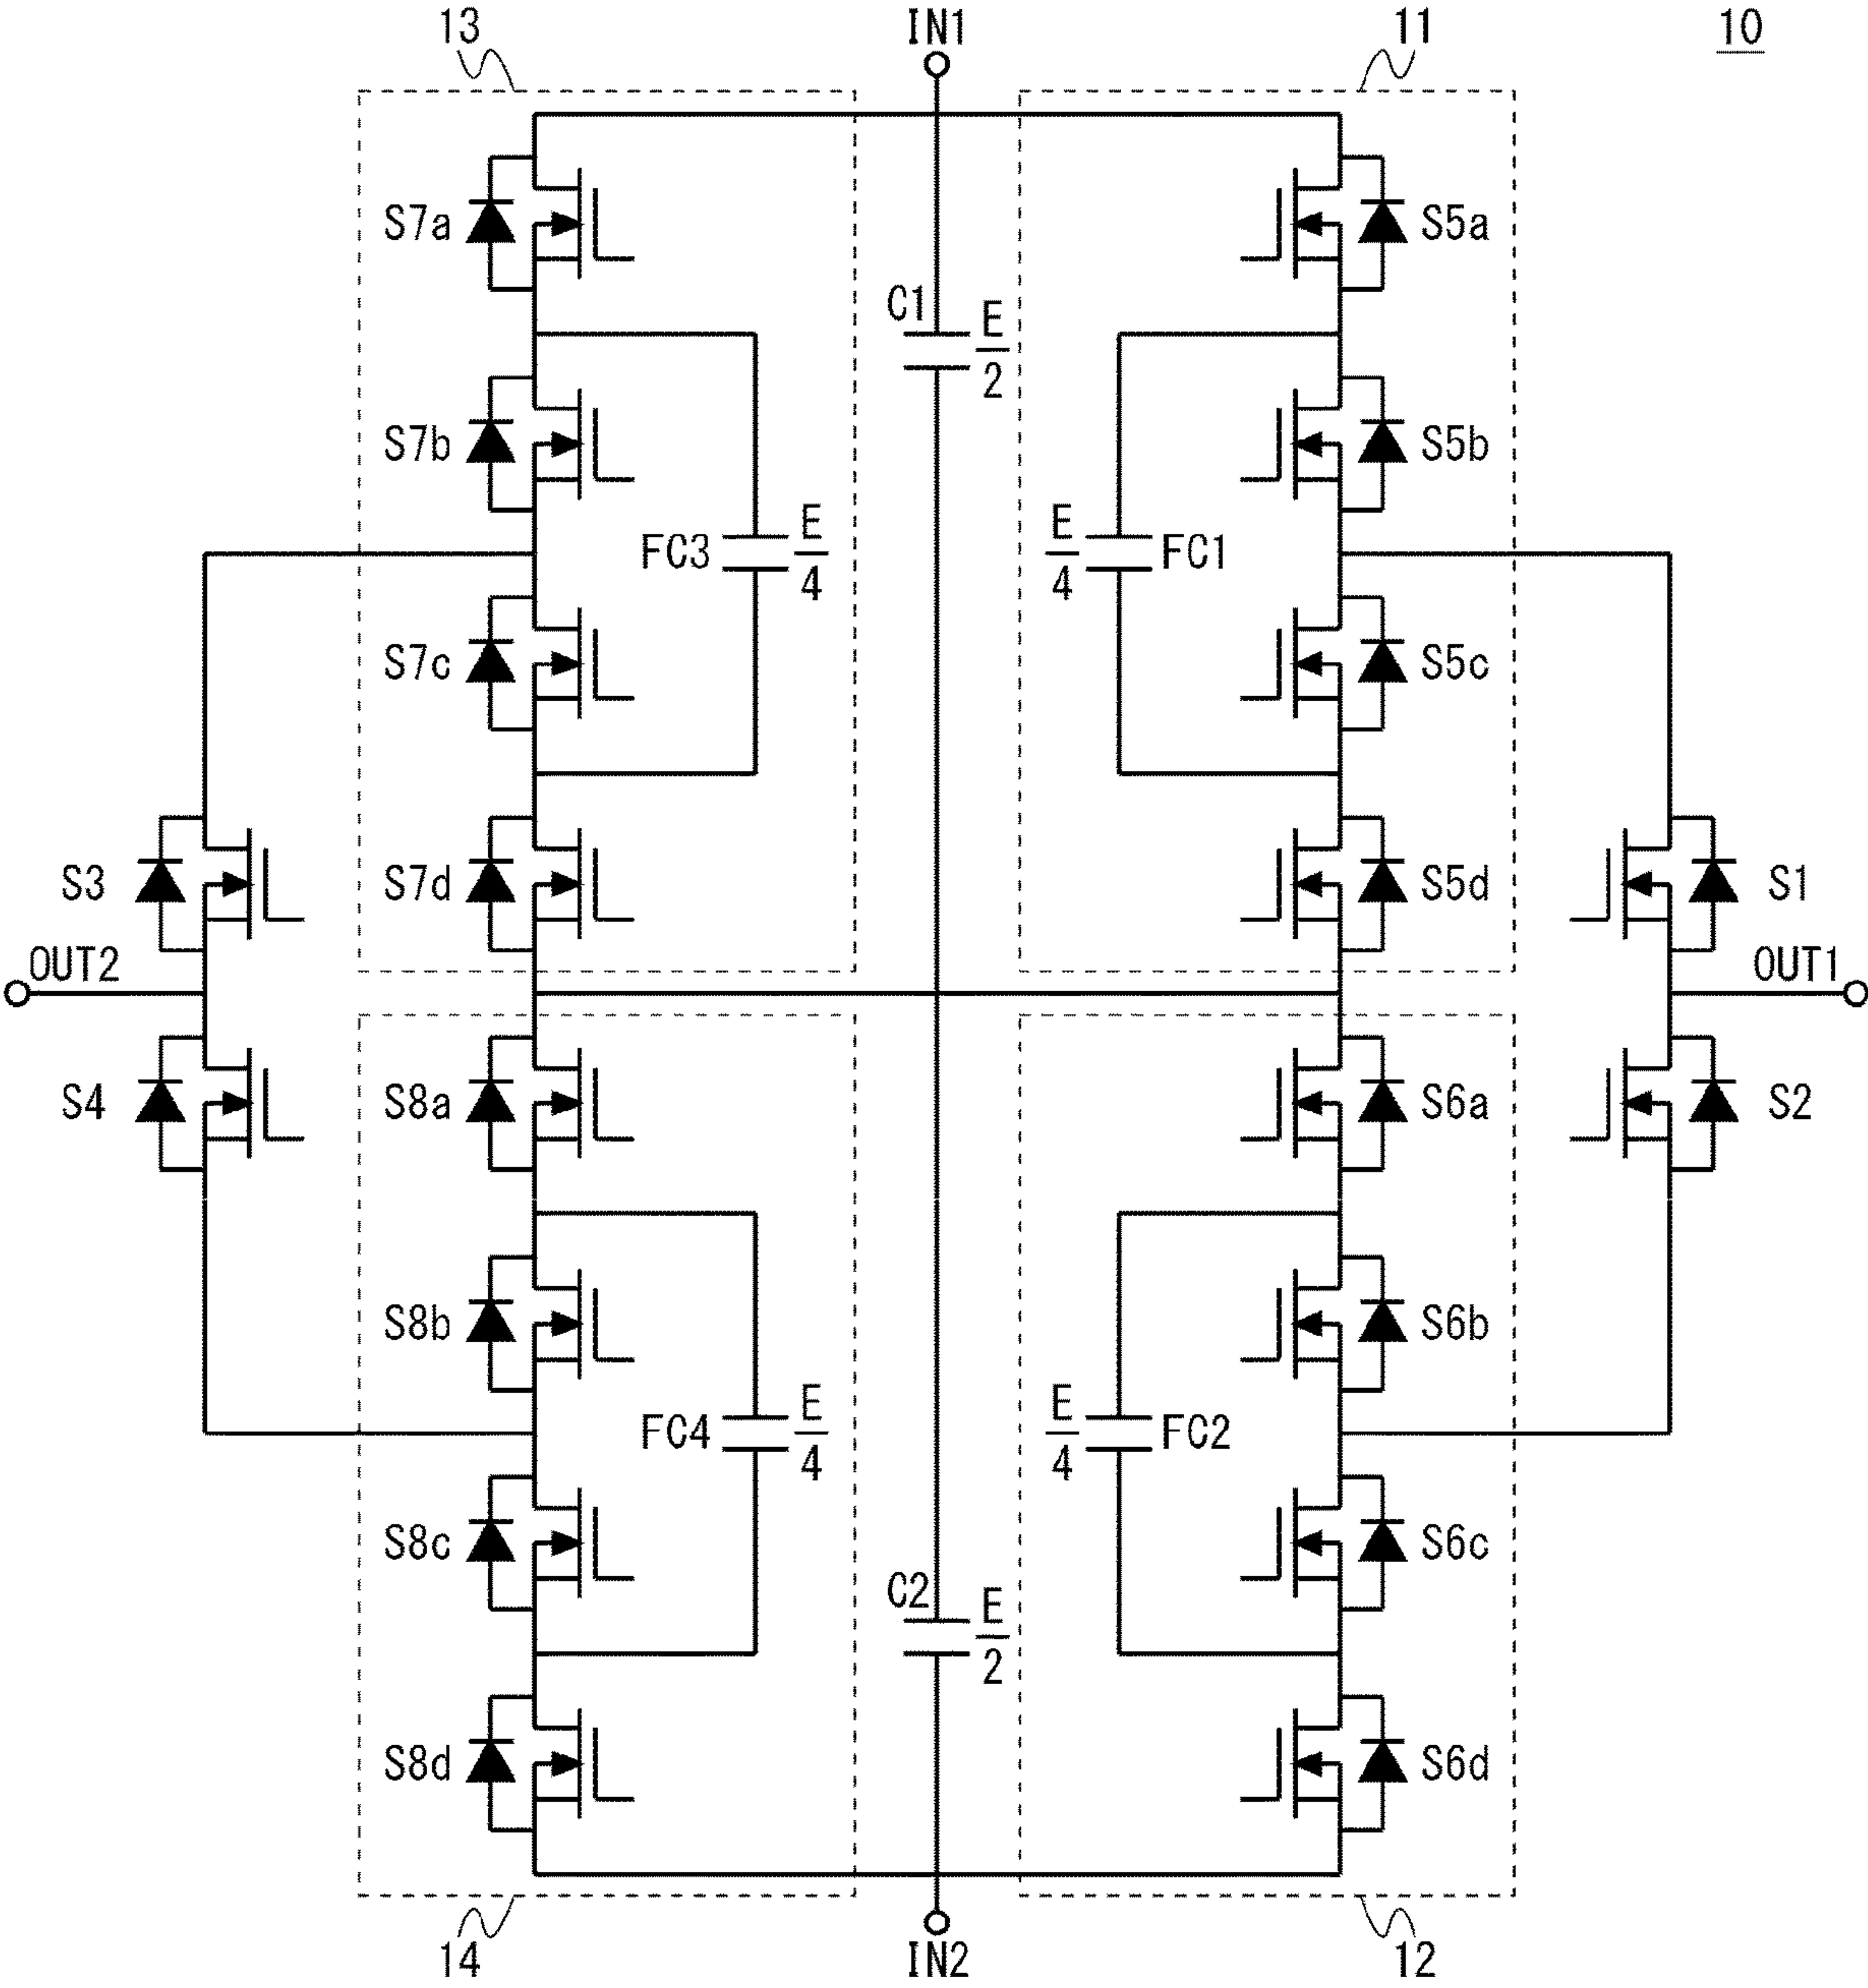 13
IN1
11
10
S7a
S5a
C1
E
2
S7b
S5b
FC3
E
4
E
4
FC1
S7c
S5c
S3
S7d
S5d
S1
OUT2
OUT1
S4
S8a
S6a
S2
S8b
S6b
FC4
E
4
E
4
FC2
S8c
S6c
C2
E
2
S8d
S6d
14
IN2
12